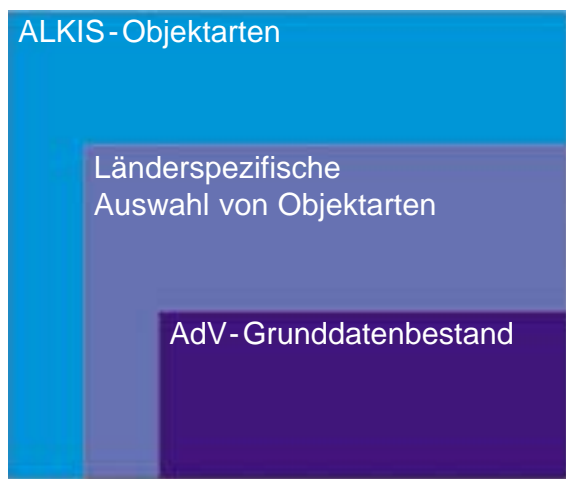 ALKIS-Objektarten
Länderspezifische
Auswahl von Objektarten
AdV-Grunddatenbestand